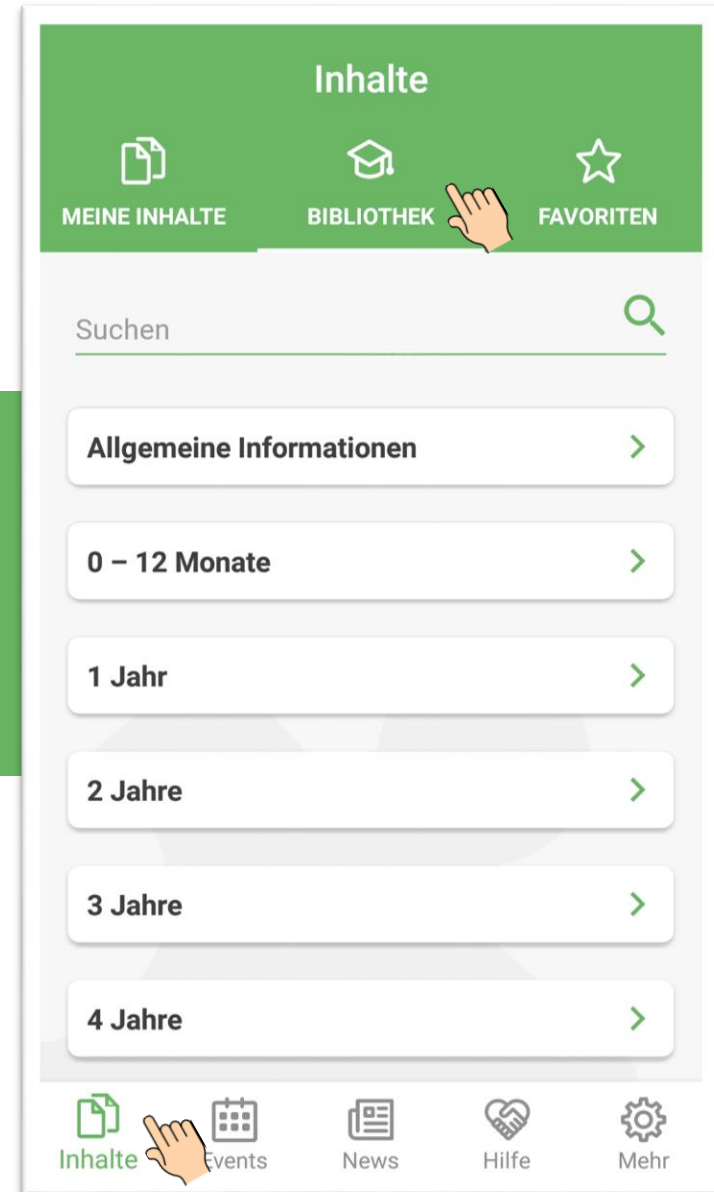 Inhalte
MEINE INHALTE BIBLIOTHEK FAVORITEN
Suchen
Allgemeine Informationen
0 – 12 Monate
1 Jahr
2 Jahre
3 Jahre
4 Jahre
Inhalte Events News Hilfe Mehr